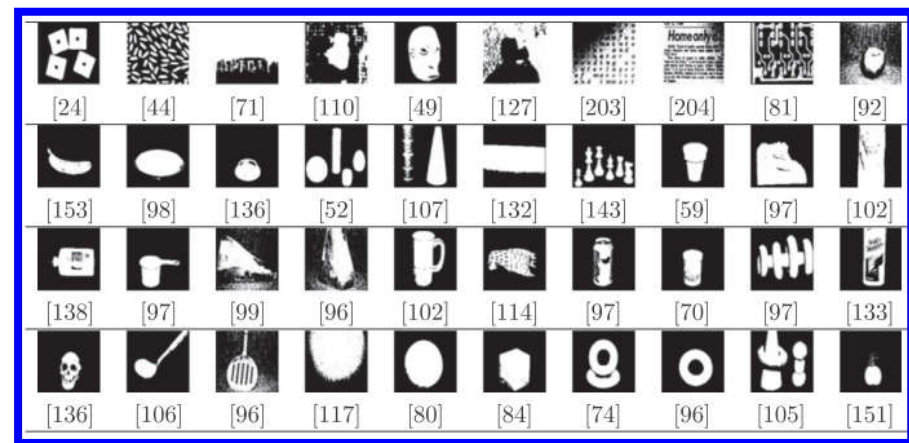 Home only
[24] [44] [71] [110] [49] [127] [203] [204] [81] [92]
[153] [98] [136] [52] [107] [132] [143] [59] [97] [102]
[138] [97] [99] [96] [102] [114] [97] [70] [97] [133]
[136] [106] [96] [117] [80] [84] [74] [96] [105] [151]